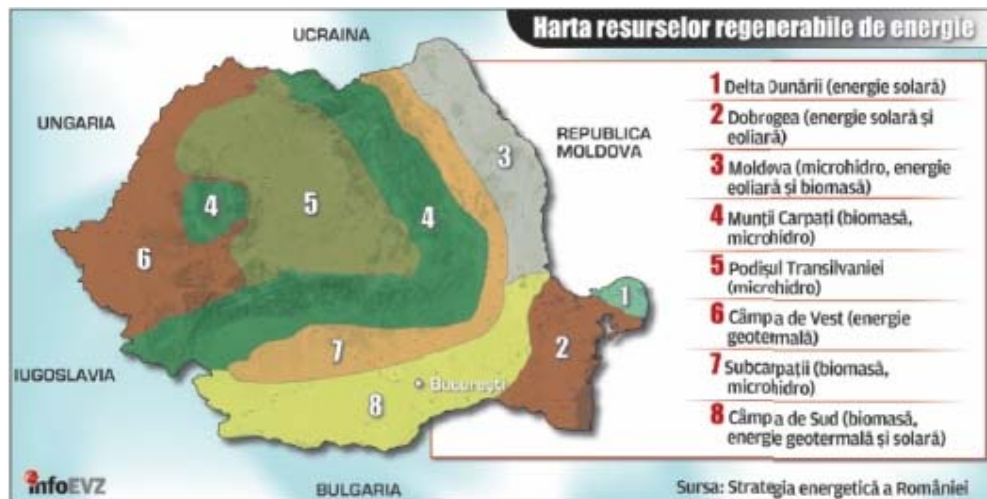 Harta resurselor regenerabile de energie
UCRAINA
UNGARIA
REPUBLICA
MOLDOVA
IUGOSLAVIA
BULGARIA
București
3
4
4
5
6
1
7
2
8
1 Delta Dunării (energie solară)
2 Dobrogea (energie solară și
eoliară)
3 Moldova (microhidro, energie
eoliară și biomasă)
4 Munții Carpați (biomasă,
microhidro)
5 Podișul Transilvaniei
(microhidro)
6 Câmpa de Vest (energie
geotermală)
7 Subcarpații (biomasă,
microhidro)
8 Câmpa de Sud (biomasă,
energie geotermală și solară)
infoEVZ
Sursa: Strategia energetică a României